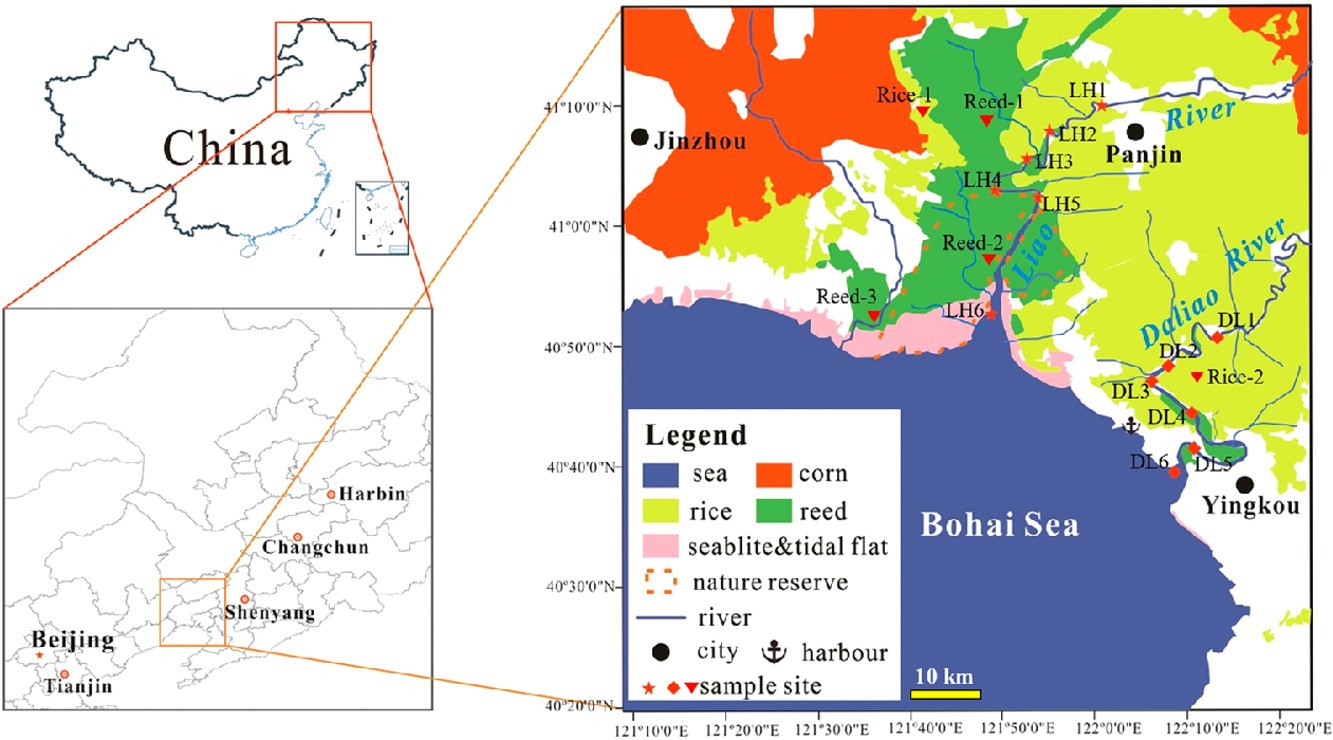 China
Harbin
Changchun
Shenyang
Beijing
Tianjin
41°10'0"N
41°0'0"N
40°50'0"N
40°40'0"N
40°30'0"N
40°20'0"N
Jinzhou
Rice-1
Reed-1
LH1
River
LH2
Panjin
LH3
LH4
LH5
Reed-2
Liao
River
Reed-3
LH6
Daliao
DL1
DL2
Rice-2
DL3
DL4
DL6
DL5
Yingkou
Bohai Sea
Legend
sea
corn
rice
reed
seablite&tidal flat
nature reserve
river
city
harbour
sample site
10 km
121°10'0"E
121°20'0"E
121°30'0"E
121°40'0"E
121°50'0"E
122°0'0"E
122°10'0"E
122°20'0"E